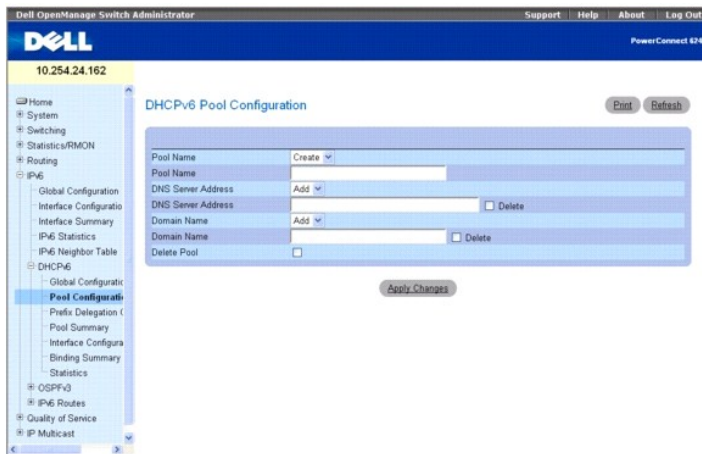 Dell OpenManage Switch Administrator
Support Help About Log Out
DELL
PowerConnect 624
10.254.24.162
Home
System
Switching
Statistics/RMON
Routing
IPv6
Global Configuration
Interface Configuratio
Interface Summary
IPv6 Statistics
IPv6 Neighbor Table
DHCPv6
Global Configuratic
Pool Configurati
Prefix Delegation C
Pool Summary
Interface Configura
Binding Summary
Statistics
OSPFv3
IPv6 Routes
Quality of Service
IP Multicast
DHCPv6 Pool Configuration
Print Refresh
Pool Name Create
Pool Name
DNS Server Address Add
DNS Server Address Delete
Domain Name Add
Domain Name Delete
Delete Pool
Apply Changes